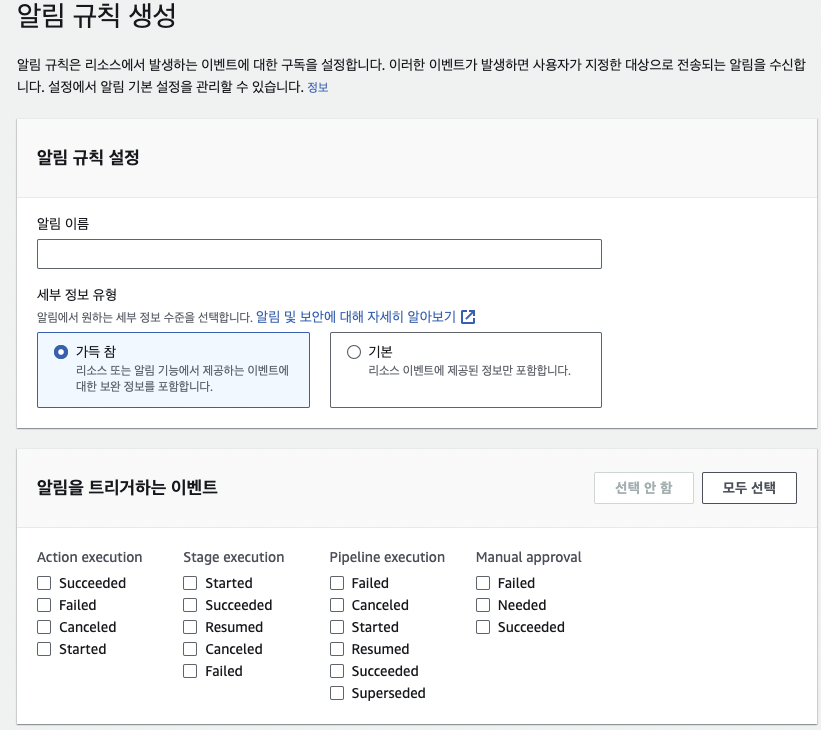 알림 규칙 생성
알림 규칙은 리소스에서 발생하는 이벤트에 대한 구독을 설정합니다. 이러한 이벤트가 발생하면 사용자가 지정한 대상으로 전송되는 알림을 수신합
니다. 설정에서 알림 기본 설정을 관리할 수 있습니다. 정보
알림 규칙 설정
알림 이름
세부 정보 유형
알림에서 원하는 세부 정보 수준을 선택합니다. 알림 및 보안에 대해 자세히 알아보기
가득 참
리소스 또는 알림 기능에서 제공하는 이벤트에
대한 보완 정보를 포함합니다.
기본
리소스 이벤트에 제공된 정보만 포함합니다.
알림을 트리거하는 이벤트
선택 안 함
모두 선택
Action execution
Succeeded
Failed
Canceled
Started
Stage execution
Started
Succeeded
Resumed
Canceled
Failed
Pipeline execution
Failed
Canceled
Started
Resumed
Succeeded
Superseded
Manual approval
Failed
Needed
Succeeded